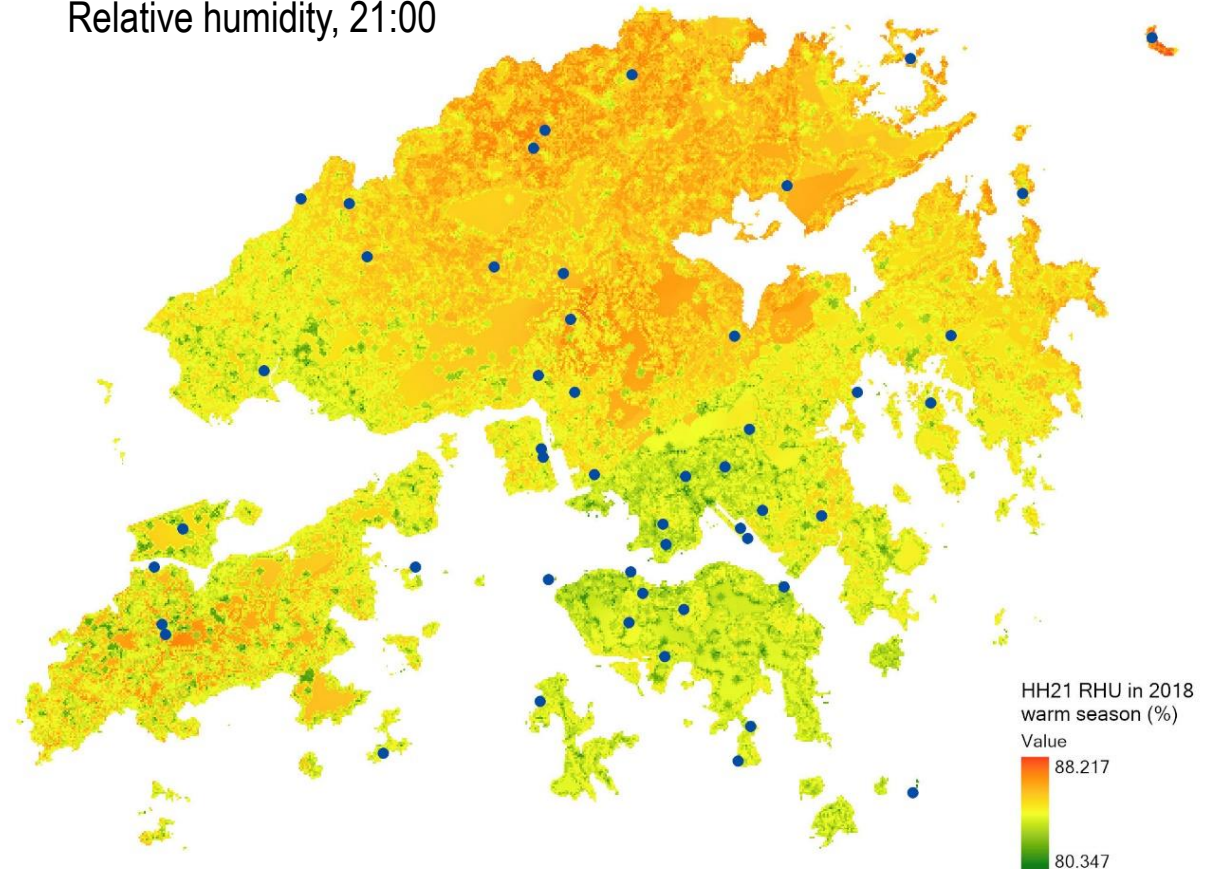 Relative humidity, 21:00
HH21 RHU in 2018
warm season (%)
Value
88.217
80.347